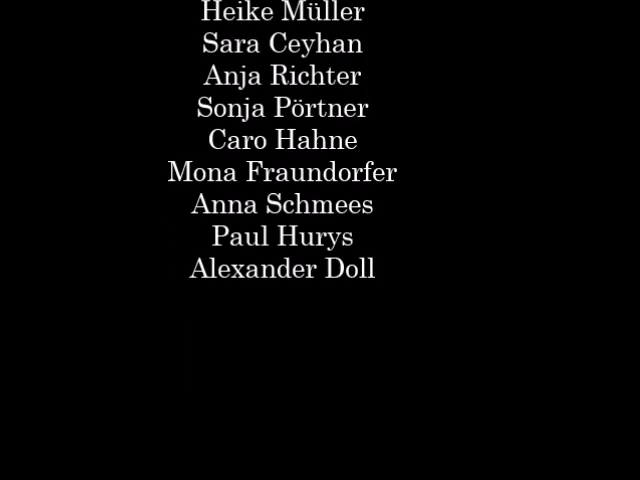 Heike Müller
Sara Ceyhan
Anja Richter
Sonja Pörtner
Caro Hahne
Mona Fraundorfer
Anna Schmees
Paul Hurys
Alexander Doll